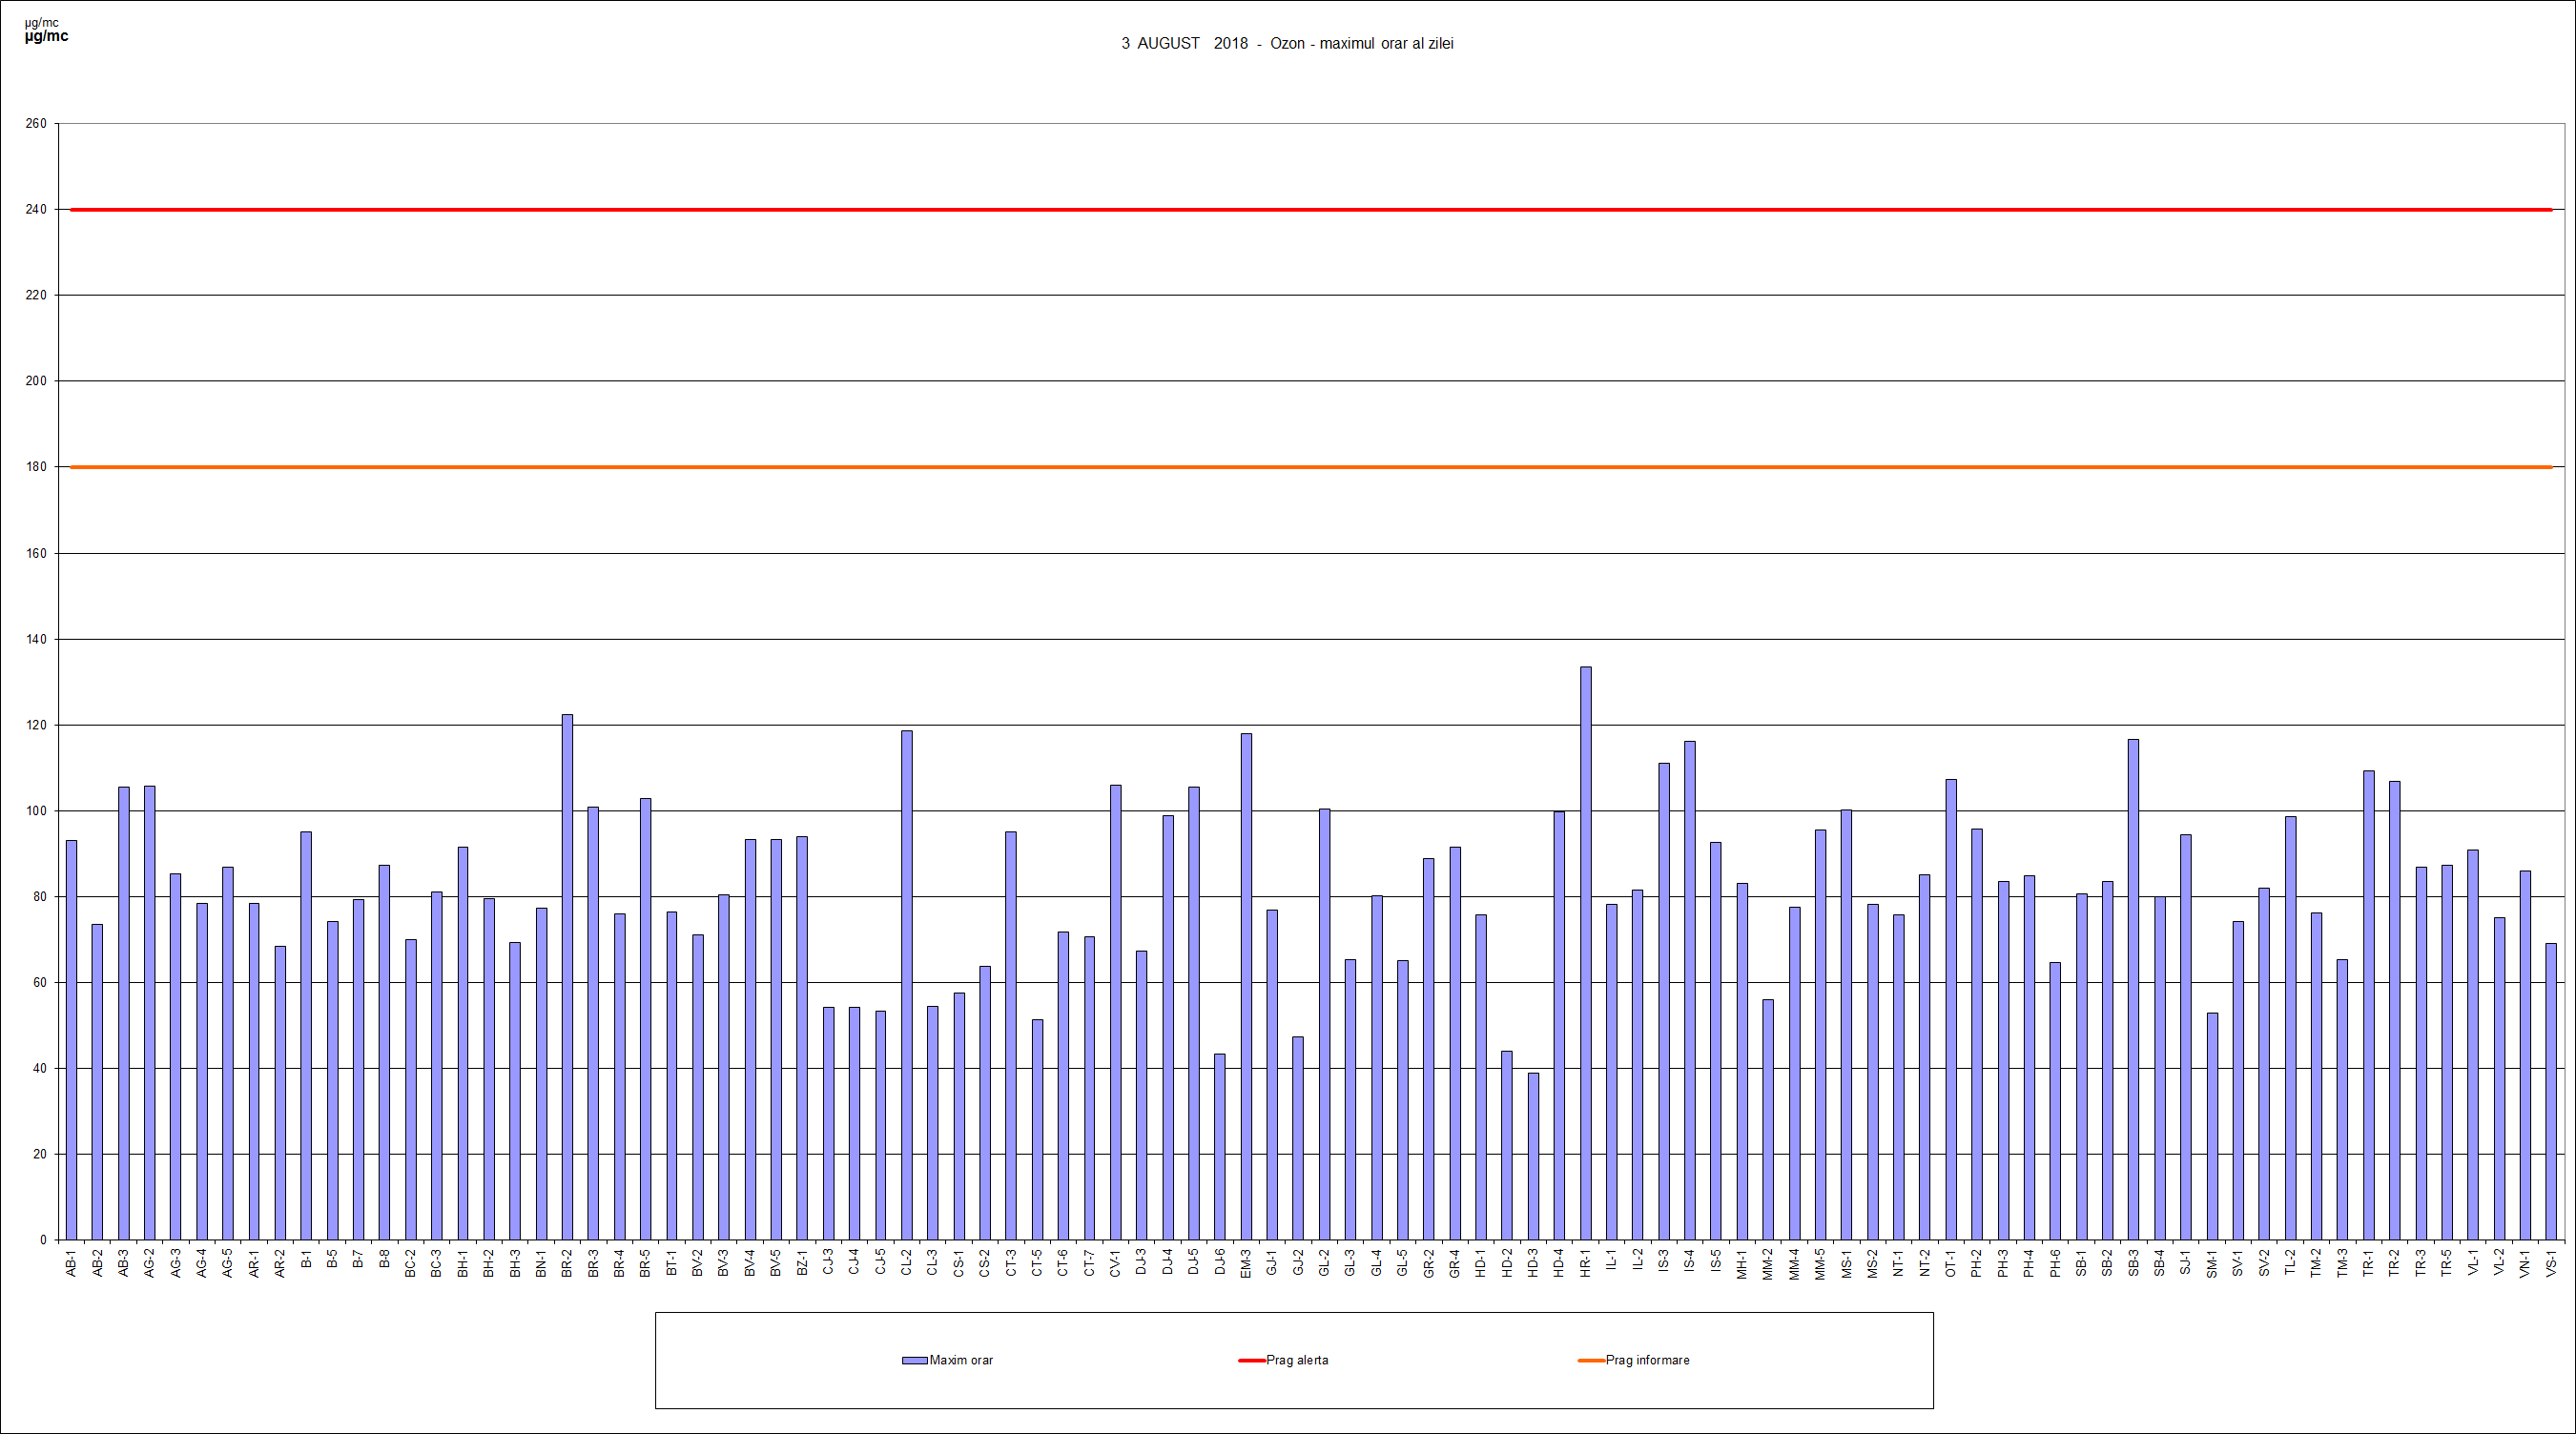 µg/mc
µg/mc
3 AUGUST 2018 - Ozon - maximul orar al zilei
260
240
220
200
180
160
140
120
100
80
60
40
20
0
AB-1
AB-2
AB-3
AG-2
AG-3
AG-4
AG-5
AR-1
AR-2
B-1
B-5
B-7
B-8
BC-2
BC-3
BH-1
BH-2
BH-3
BN-1
BR-2
BR-3
BR-4
BR-5
BT-1
BV-2
BV-3
BV-4
BV-5
BZ-1
CJ-3
CJ-4
CJ-5
CL-2
CL-3
CS-1
CS-2
CT-3
CT-5
CT-6
CT-7
CV-1
DJ-3
DJ-4
DJ-5
DJ-6
EM-3
GJ-1
GJ-2
GL-2
GL-3
GL-4
GL-5
GR-2
GR-4
HD-1
HD-2
HD-3
HD-4
HR-1
IL-1
IL-2
IS-3
IS-4
IS-5
MH-1
MM-2
MM-4
MM-5
MS-1
MS-2
NT-1
NT-2
OT-1
PH-2
PH-3
PH-4
PH-6
SB-1
SB-2
SB-3
SB-4
SJ-1
SM-1
SV-1
SV-2
TL-2
TM-2
TM-3
TR-1
TR-2
TR-3
TR-5
VL-1
VL-2
VN-1
VS-1
Maxim orar
Prag alerta
Prag informare